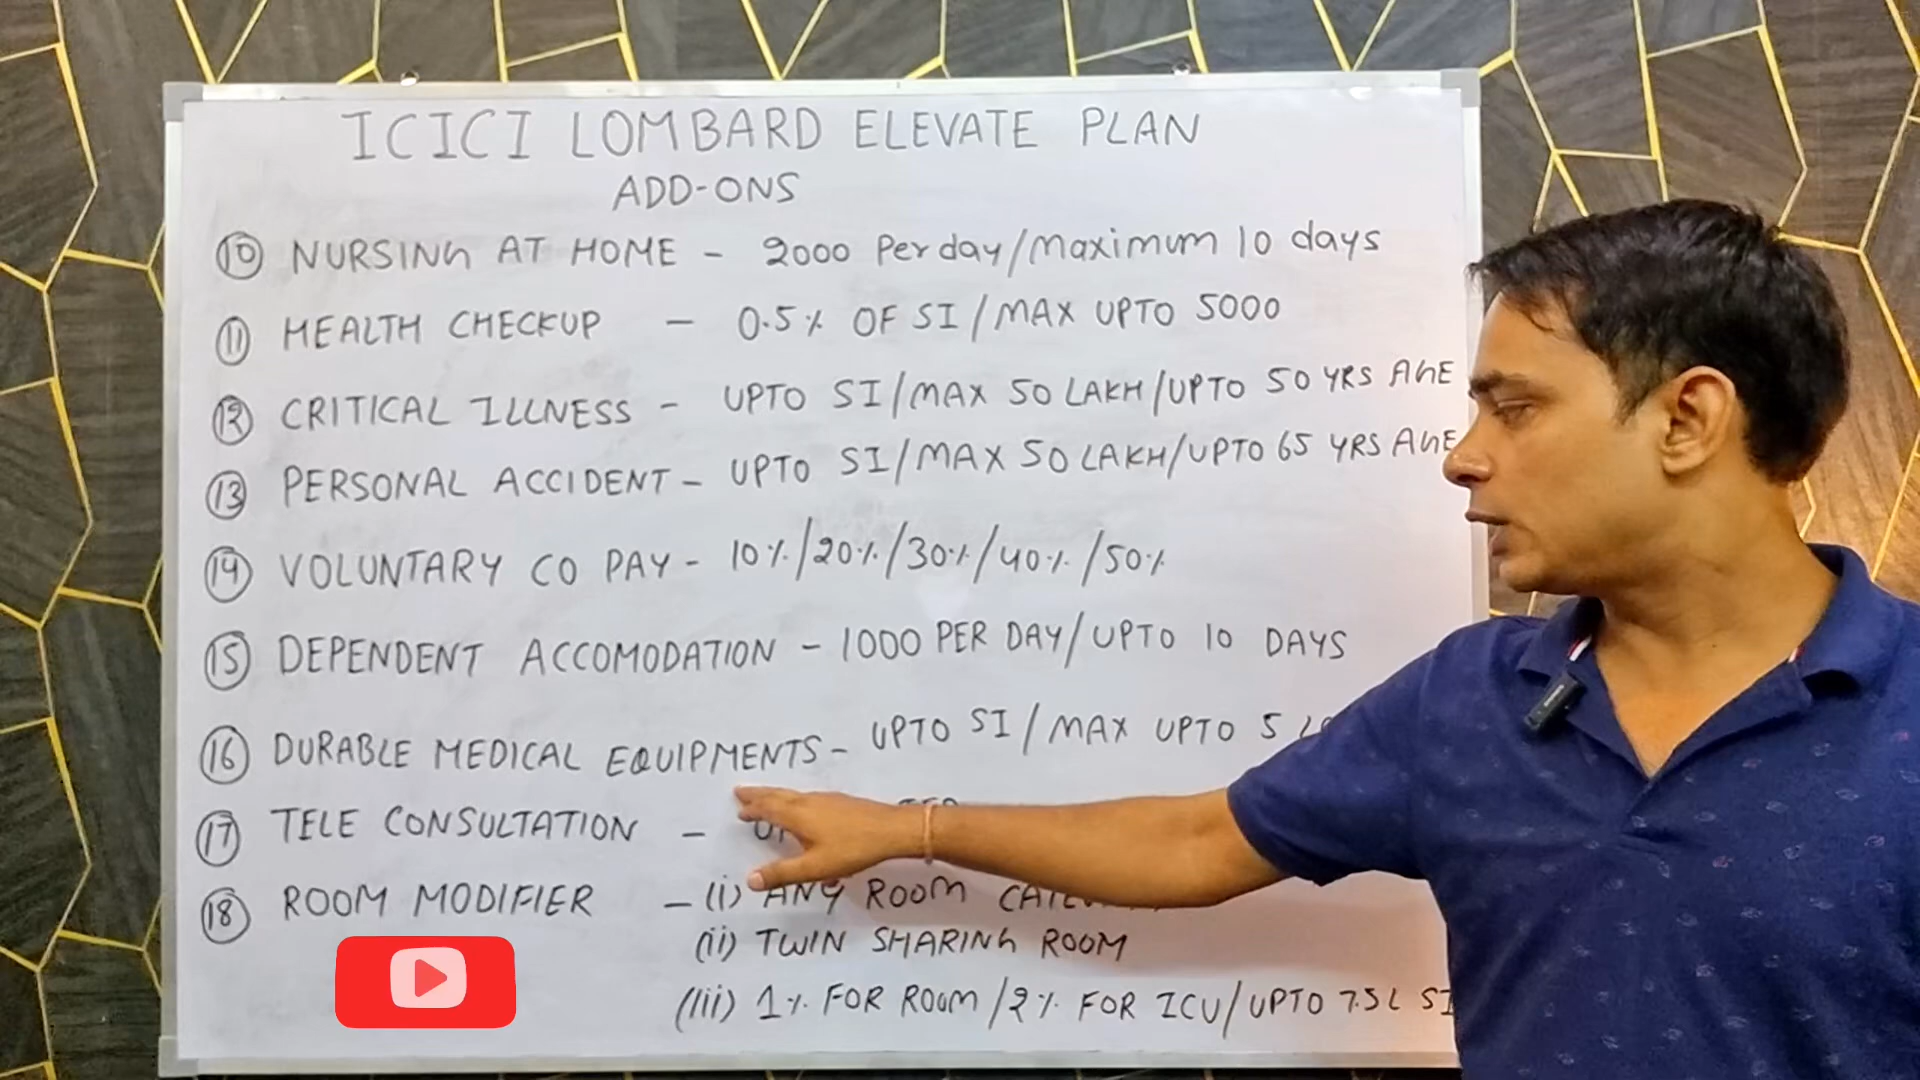 ICICI LOMBARD ELEVATE PLAN
ADD-ONS
10 NURSING AT HOME - 2000 Per day/maximum 10 days
11 HEALTH CHECKUP - 0.5% OF SI/MAX UPTO 5000
12 CRITICAL ILLNESS - UPTO SI/MAX 50 LAKH/UPTO 50 YRS AGE
13 PERSONAL ACCIDENT - UPTO SI/MAX 50 LAKH/UPTO 65 YRS AGE
14 VOLUNTARY CO PAY - 10%/20%/30%/40%/50%
15 DEPENDENT ACCOMODATION - 1000 PER DAY/UPTO 10 DAYS
16 DURABLE MEDICAL EQUIPMENTS - UPTO SI/MAX UPTO 5
17 TELE CONSULTATION -
18 ROOM MODIFIER - (i) ANY ROOM
(ii) TWIN SHARING ROOM
(iii) 1% FOR ROOM/2% FOR ICU/UPTO 7.5L SI